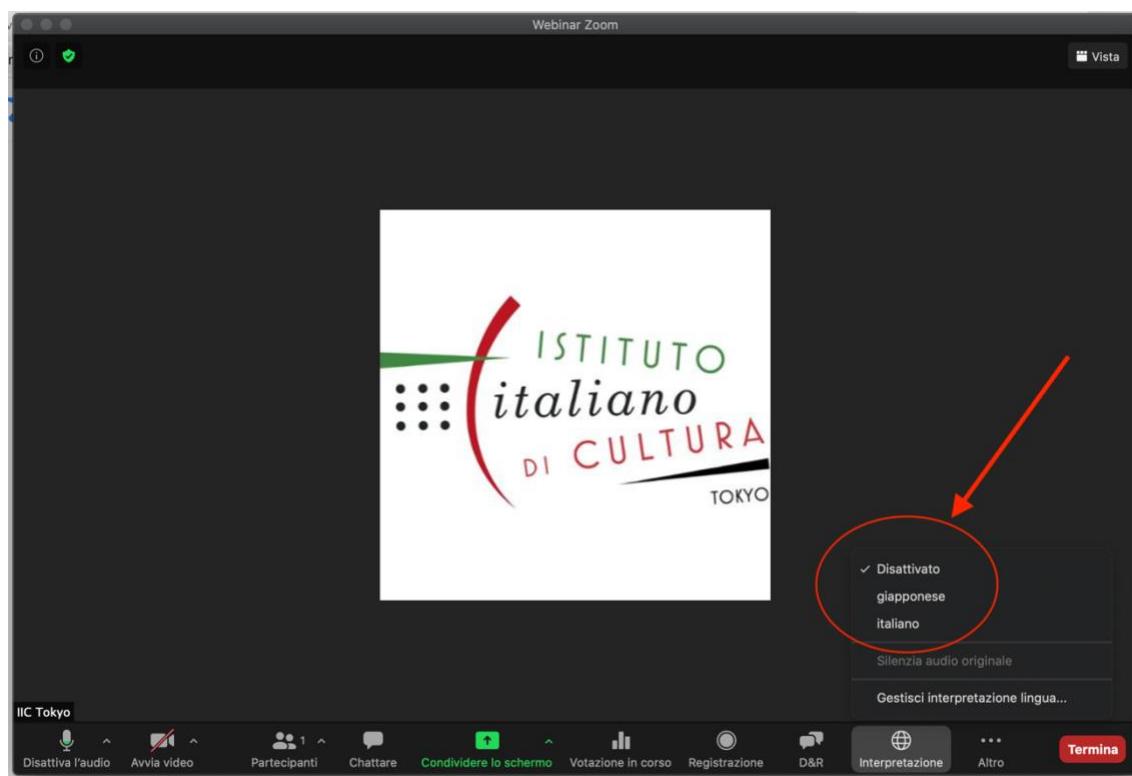 Webinar Zoom
Vista
ISTITUTO
italiano
DI CULTURA
TOKYO
Disattivato
giapponese
italiano
Silenzia audio originale
Gestisci interpretazione lingua...
IIC Tokyo
Disattiva l'audio Avvia video Partecipanti 1 Chattare Condividere lo schermo Votazione in corso Registrazione D&R Interpretazione Altro Termina